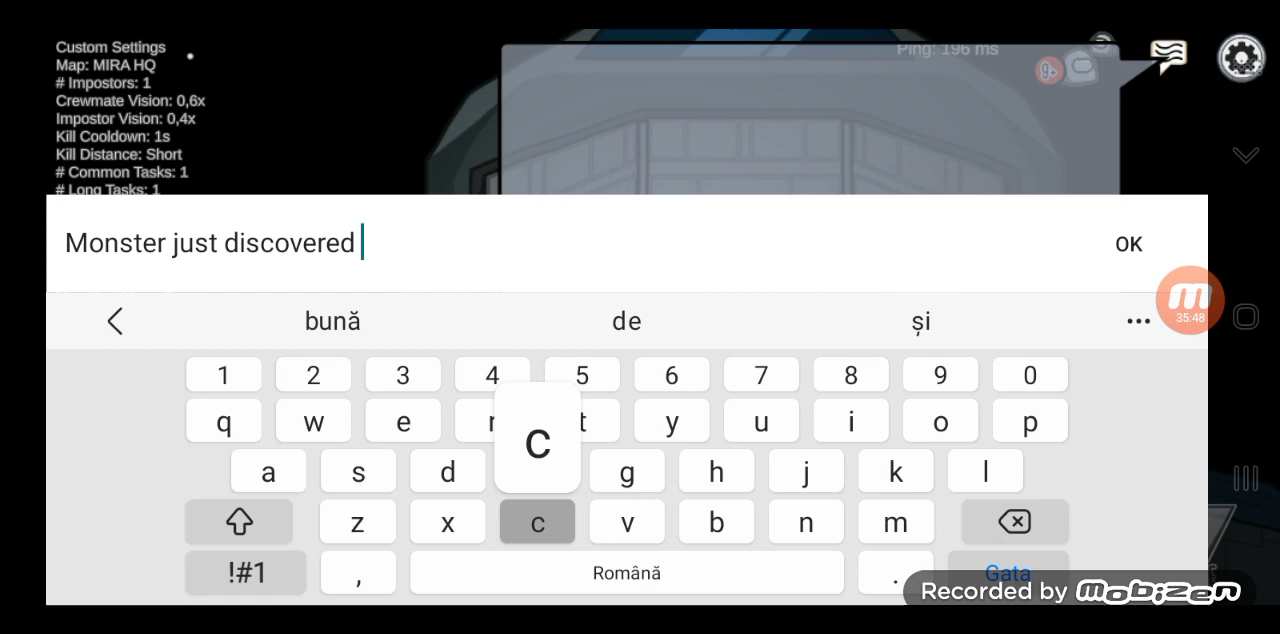 Custom Settings
Map: MIRA HQ
# Impostors: 1
Crewmate Vision: 0,6x
Impostor Vision: 0,4x
Kill Cooldown: 1s
Kill Distance: Short
# Common Tasks: 1
# Long Tasks: 1
Ping: 196 ms
9+
Monster just discovered
OK
35:48
bună de și
1 2 3 4 5 6 7 8 9 0
q w e r t y u i o p
c
a s d g h j k l
z x c v b n m
!#1 , Română . Gata
Recorded by mobizen